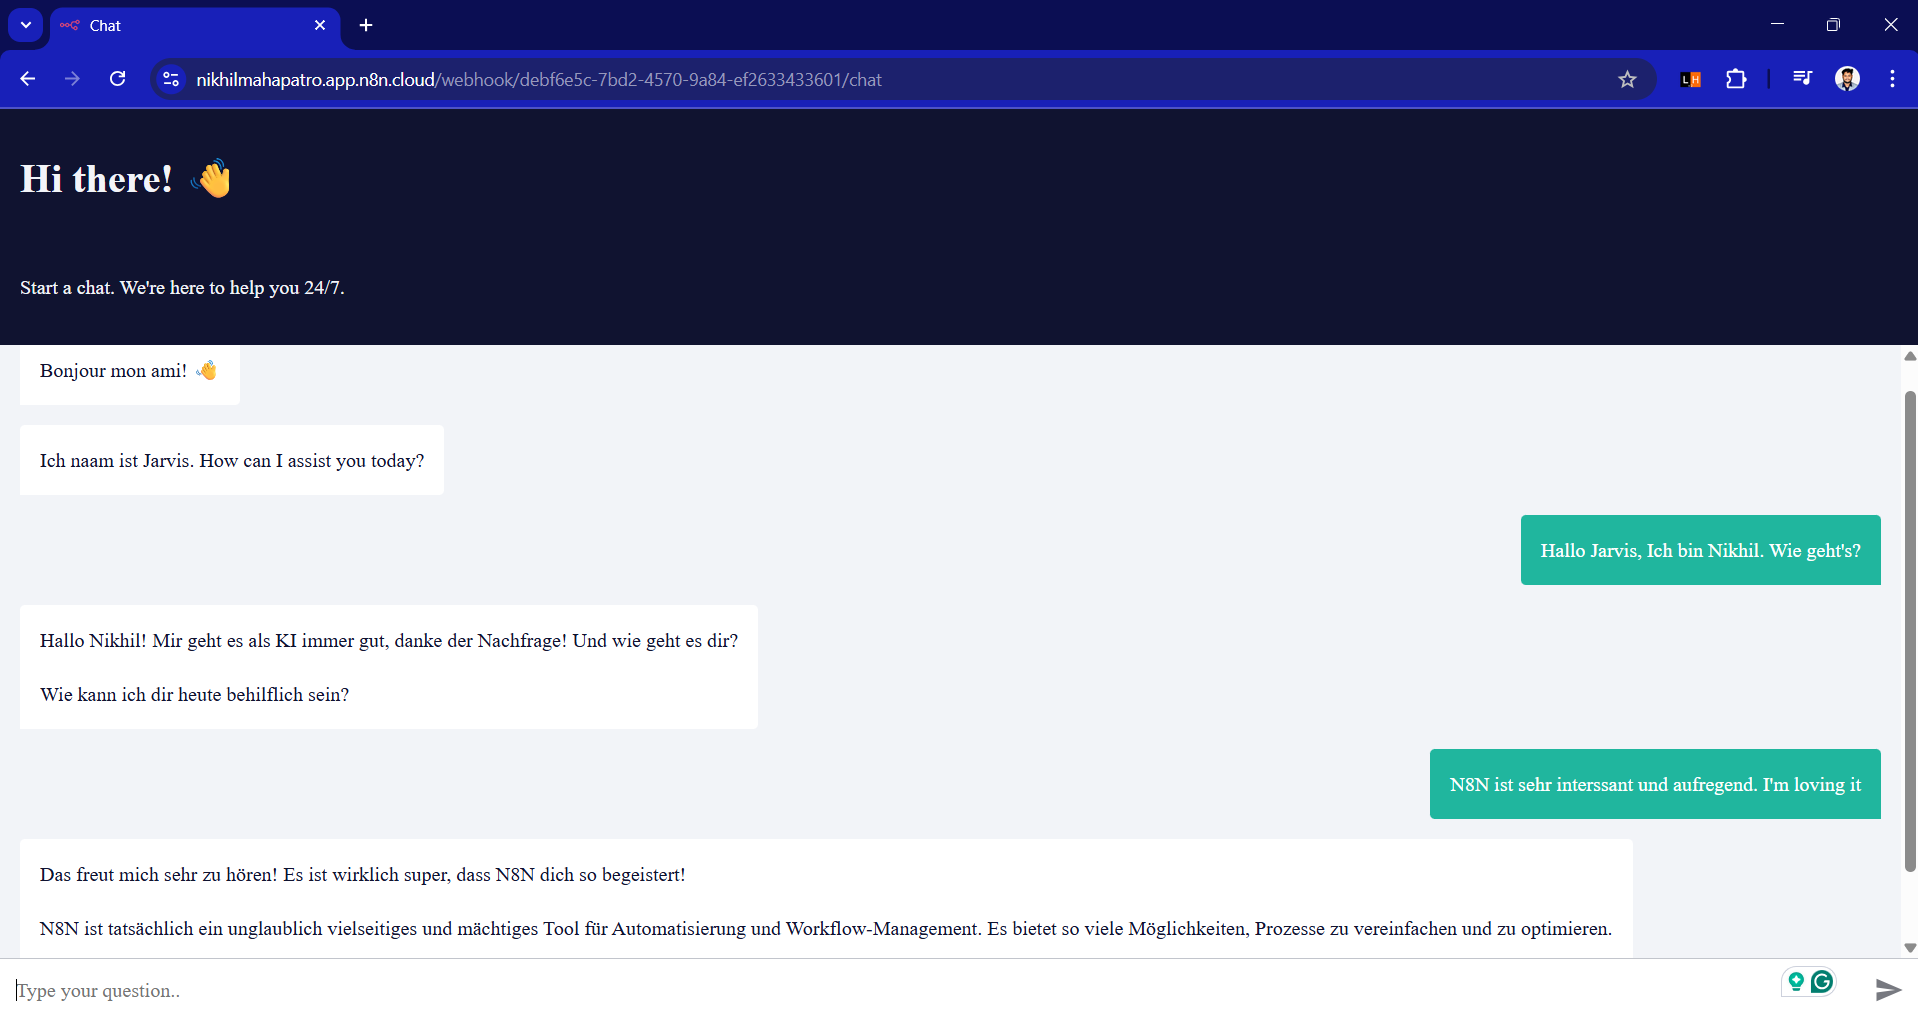 Chat
nikhilmahapatro.app.n8n.cloud/webhook/debf6e5c-7bd2-4570-9a84-ef2633433601/chat
LH
Hi there! 👋
Start a chat. We're here to help you 24/7.
Bonjour mon ami! 👋
Ich naam ist Jarvis. How can I assist you today?
Hallo Jarvis, Ich bin Nikhil. Wie geht's?
Hallo Nikhil! Mir geht es als KI immer gut, danke der Nachfrage! Und wie geht es dir?
Wie kann ich dir heute behilflich sein?
N8N ist sehr interssant und aufregend. I'm loving it
Das freut mich sehr zu hören! Es ist wirklich super, dass N8N dich so begeistert!
N8N ist tatsächlich ein unglaublich vielseitiges und mächtiges Tool für Automatisierung und Workflow-Management. Es bietet so viele Möglichkeiten, Prozesse zu vereinfachen und zu optimieren.
Type your question..